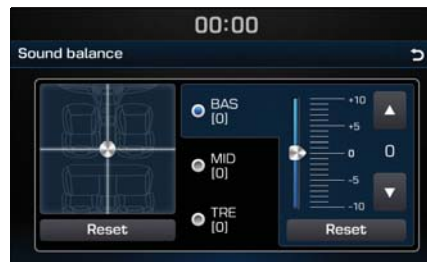 00:00
Sound balance
BAS
[0]
MID
[0]
TRE
[0]
+10
+5
0
-5
-10
0
Reset
Reset